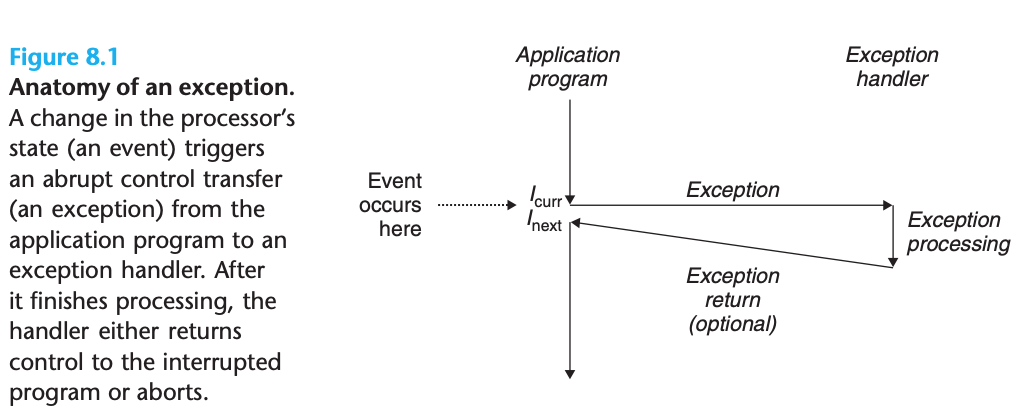 Figure 8.1
Anatomy of an exception.
A change in the processor’s
state (an event) triggers
an abrupt control transfer
(an exception) from the
application program to an
exception handler. After
it finishes processing, the
handler either returns
control to the interrupted
program or aborts.
Application
program
Exception
handler
Event
occurs
here
Icurr
Inext
Exception
Exception
processing
Exception
return
(optional)